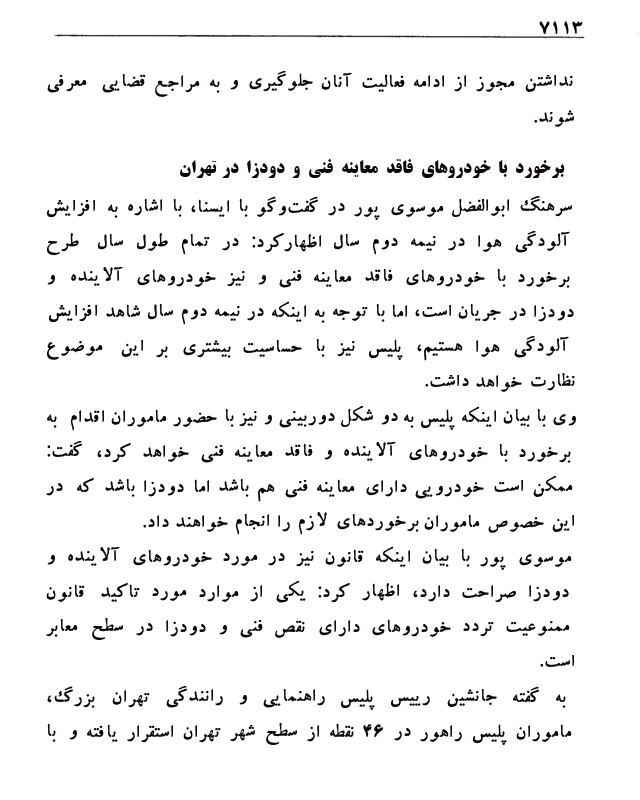 ۷۱۱۳
نداشتن مجوز از ادامه فعالیت آنان جلوگیری و به مراجع قضایی معرفی
شوند.
برخورد با خودروهای فاقد معاینه فنی و دودزا در تهران
سرهنگ ابوالفضل موسوی پور در گفت‌وگو با ایسنا، با اشاره به افزایش
آلودگی هوا در نیمه دوم سال اظهارکرد: در تمام طول سال طرح
برخورد با خودروهای فاقد معاینه فنی و نیز خودروهای آلاینده و
دودزا در جریان است، اما با توجه به اینکه در نیمه دوم سال شاهد افزایش
آلودگی هوا هستیم، پلیس نیز با حساسیت بیشتری بر این موضوع
نظارت خواهد داشت.
وی با بیان اینکه پلیس به دو شکل دوربینی و نیز با حضور ماموران اقدام به
برخورد با خودروهای آلاینده و فاقد معاینه فنی خواهد کرد، گفت:
ممکن است خودرویی دارای معاینه فنی هم باشد اما دودزا باشد که در
این خصوص ماموران برخوردهای لازم را انجام خواهند داد.
موسوی پور با بیان اینکه قانون نیز در مورد خودروهای آلاینده و
دودزا صراحت دارد، اظهار کرد: یکی از موارد مورد تاکید قانون
ممنوعیت تردد خودروهای دارای نقص فنی و دودزا در سطح معابر
است.
به گفته جانشین رییس پلیس راهنمایی و رانندگی تهران بزرگ،
ماموران پلیس راهور در ۴۶ نقطه از سطح شهر تهران استقرار یافته و با